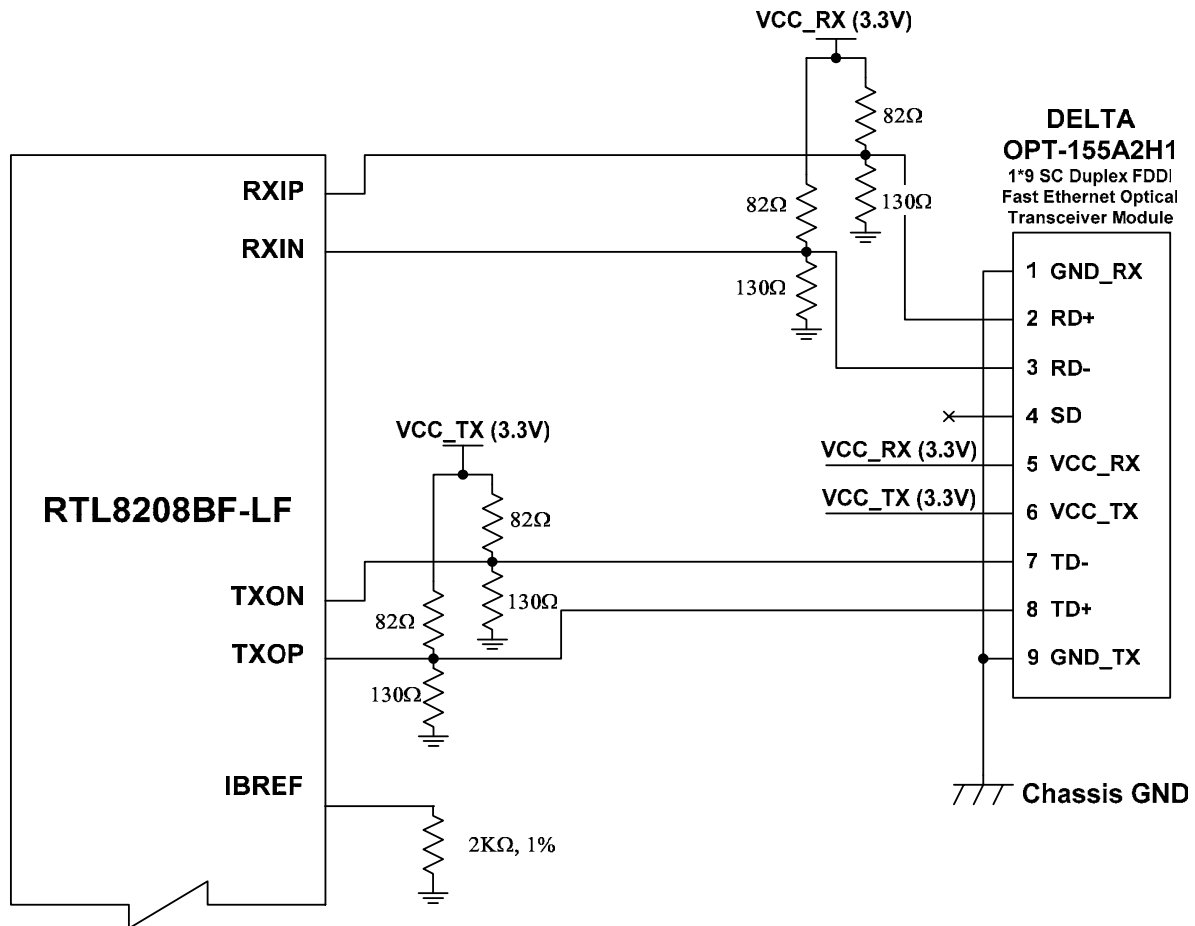 VCC_RX (3.3V)
82Ω
DELTA
OPT-155A2H1
1*9 SC Duplex FDDI
Fast Ethernet Optical
Transceiver Module
RXIP
82Ω
130Ω
RXIN
130Ω
1 GND_RX
2 RD+
3 RD-
4 SD
VCC_TX (3.3V)
VCC_RX (3.3V)
5 VCC_RX
VCC_TX (3.3V)
6 VCC_TX
RTL8208BF-LF
82Ω
7 TD-
TXON
130Ω
82Ω
8 TD+
TXOP
9 GND_TX
130Ω
IBREF
Chassis GND
2KΩ, 1%